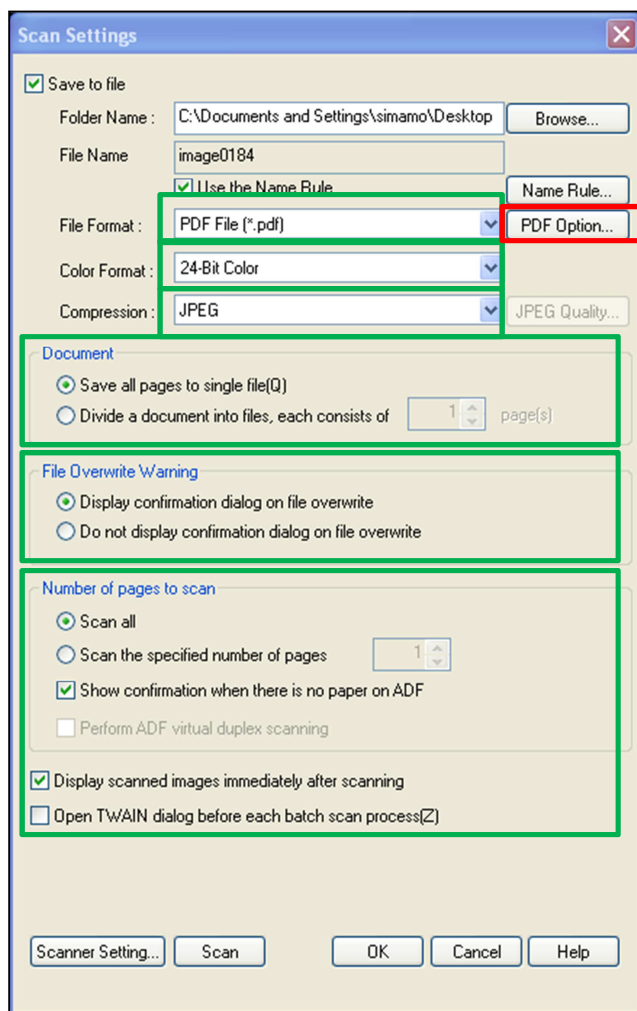 Scan Settings
Save to file
Folder Name : C:\Documents and Settings\simamo\Desktop Browse...
File Name image0184
Use the Name Rule Name Rule...
File Format : PDF File (*.pdf) PDF Option...
Color Format : 24-Bit Color
Compression : JPEG JPEG Quality...
Document
Save all pages to single file(Q)
Divide a document into files, each consists of 1 page(s)
File Overwrite Warning
Display confirmation dialog on file overwrite
Do not display confirmation dialog on file overwrite
Number of pages to scan
Scan all
Scan the specified number of pages 1
Show confirmation when there is no paper on ADF
Perform ADF virtual duplex scanning
Display scanned images immediately after scanning
Open TWAIN dialog before each batch scan process(Z)
Scanner Setting... Scan OK Cancel Help